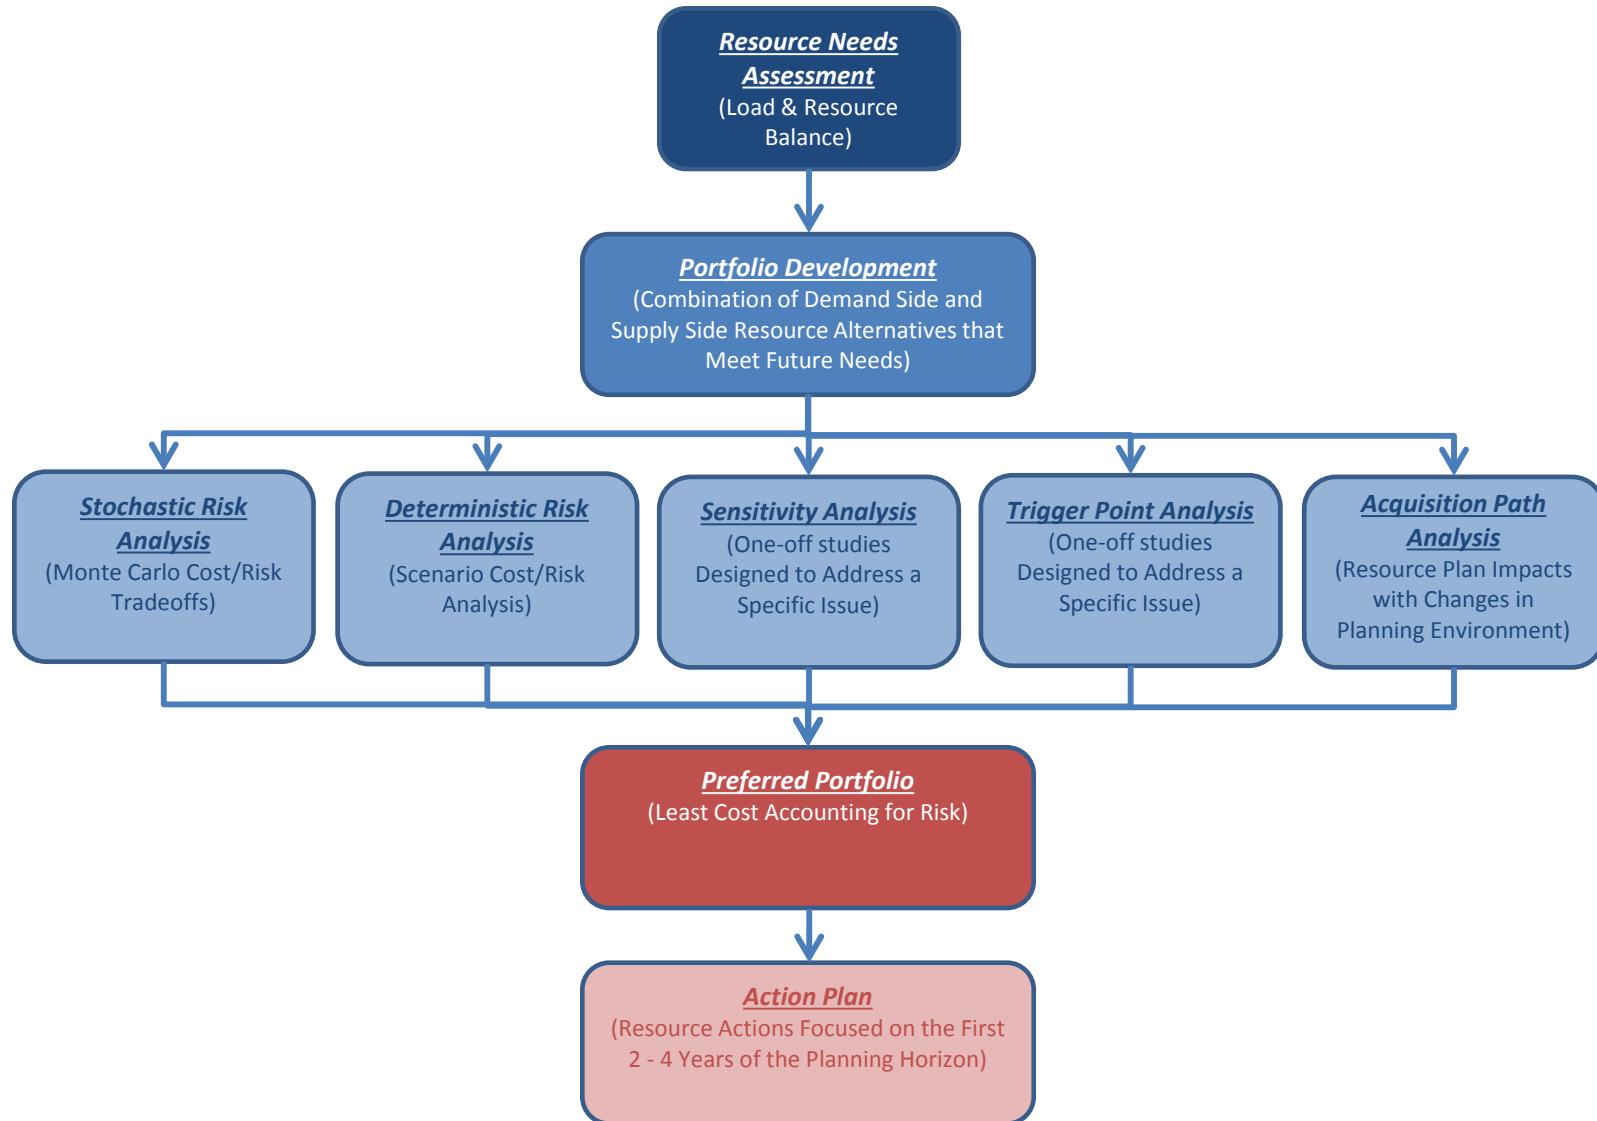 Resource Needs
Assessment
(Load & Resource
Balance)
Portfolio Development
(Combination of Demand Side and
Supply Side Resource Alternatives that
Meet Future Needs)
Stochastic Risk
Analysis
(Monte Carlo Cost/Risk
Tradeoffs)
Deterministic Risk
Analysis
(Scenario Cost/Risk
Analysis)
Sensitivity Analysis
(One-off studies
Designed to Address a
Specific Issue)
Trigger Point Analysis
(One-off studies
Designed to Address a
Specific Issue)
Acquisition Path
Analysis
(Resource Plan Impacts
with Changes in
Planning Environment)
Preferred Portfolio
(Least Cost Accounting for Risk)
Action Plan
(Resource Actions Focused on the First
2 - 4 Years of the Planning Horizon)